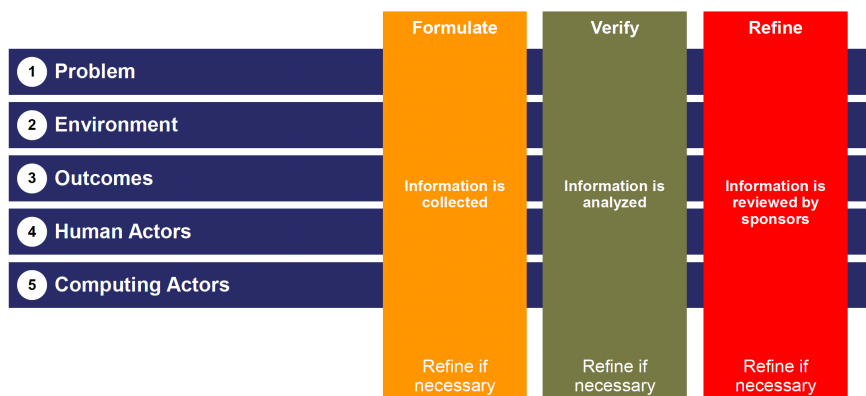 Formulate
Verify
Refine
1 Problem
2 Environment
3 Outcomes
4 Human Actors
5 Computing Actors
Information is
collected
Information is
analyzed
Information is
reviewed by
sponsors
Refine if
necessary
Refine if
necessary
Refine if
necessary